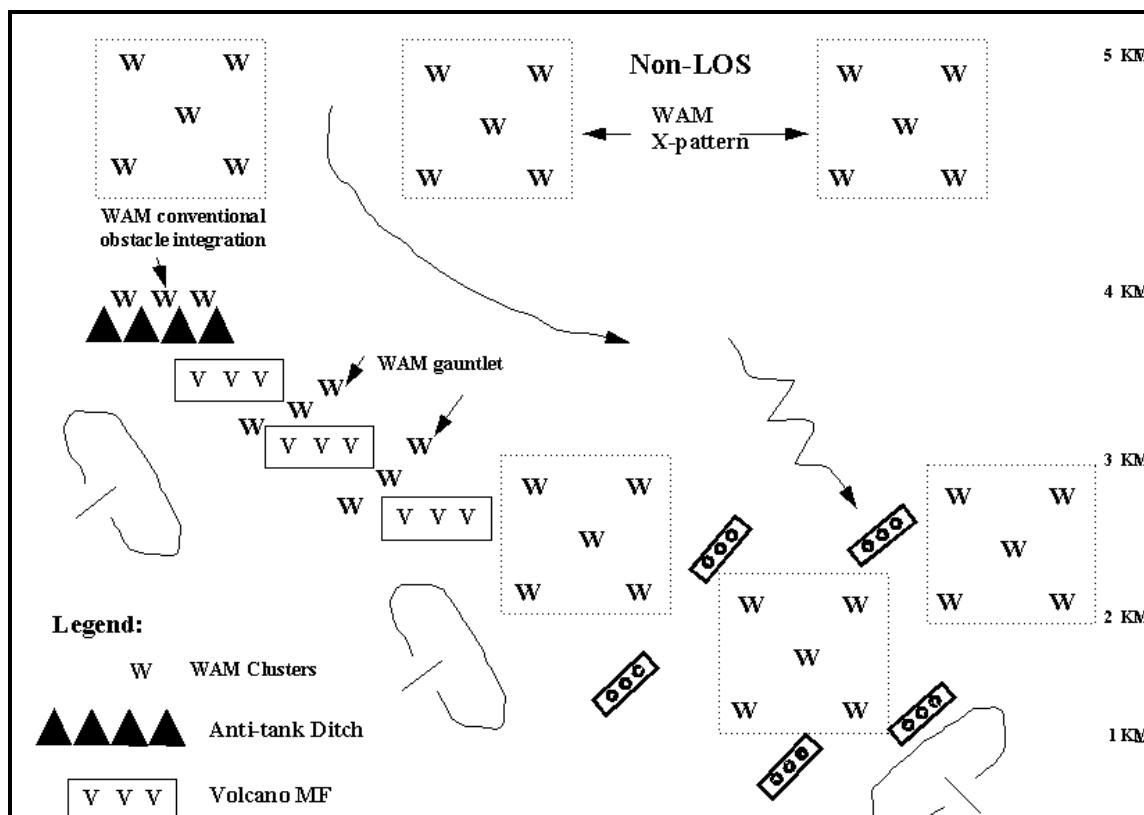 W W
W
W W
W W
W
W W
Non-LOS
WAM
X-pattern
W W
W
W W
5 KM
WAM conventional
obstacle integration
W W W
4 KM
V V V
WAM gauntlet
W
W
W
V V V
W
W
W
V V V
3 KM
W W
W
W W
W W
W
W W
2 KM
W W
W
W W
1 KM
Legend:
W WAM Clusters
Anti-tank Ditch
V V V Volcano MF